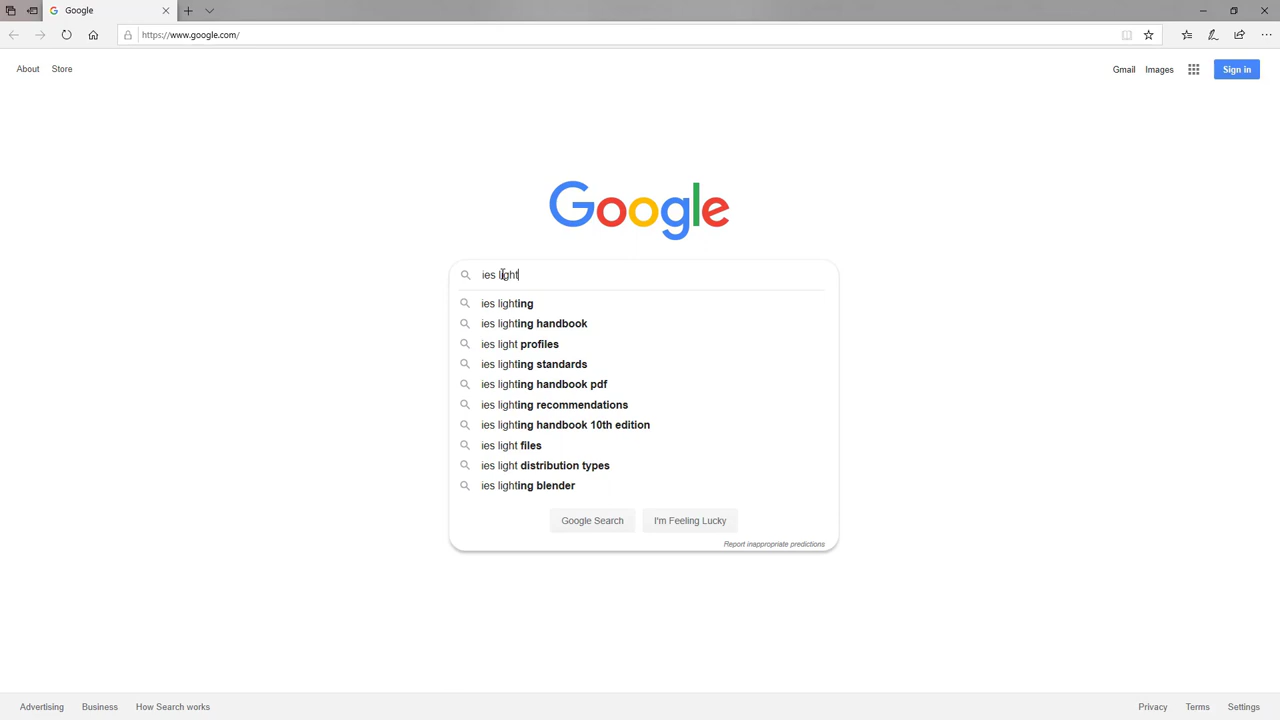 Google
https://www.google.com/
About Store
Gmail Images Sign in
Google
ies light
ies lighting
ies lighting handbook
ies light profiles
ies lighting standards
ies lighting handbook pdf
ies lighting recommendations
ies lighting handbook 10th edition
ies light files
ies light distribution types
ies lighting blender
Google Search I'm Feeling Lucky
Report inappropriate predictions
Advertising Business How Search works
Privacy Terms Settings